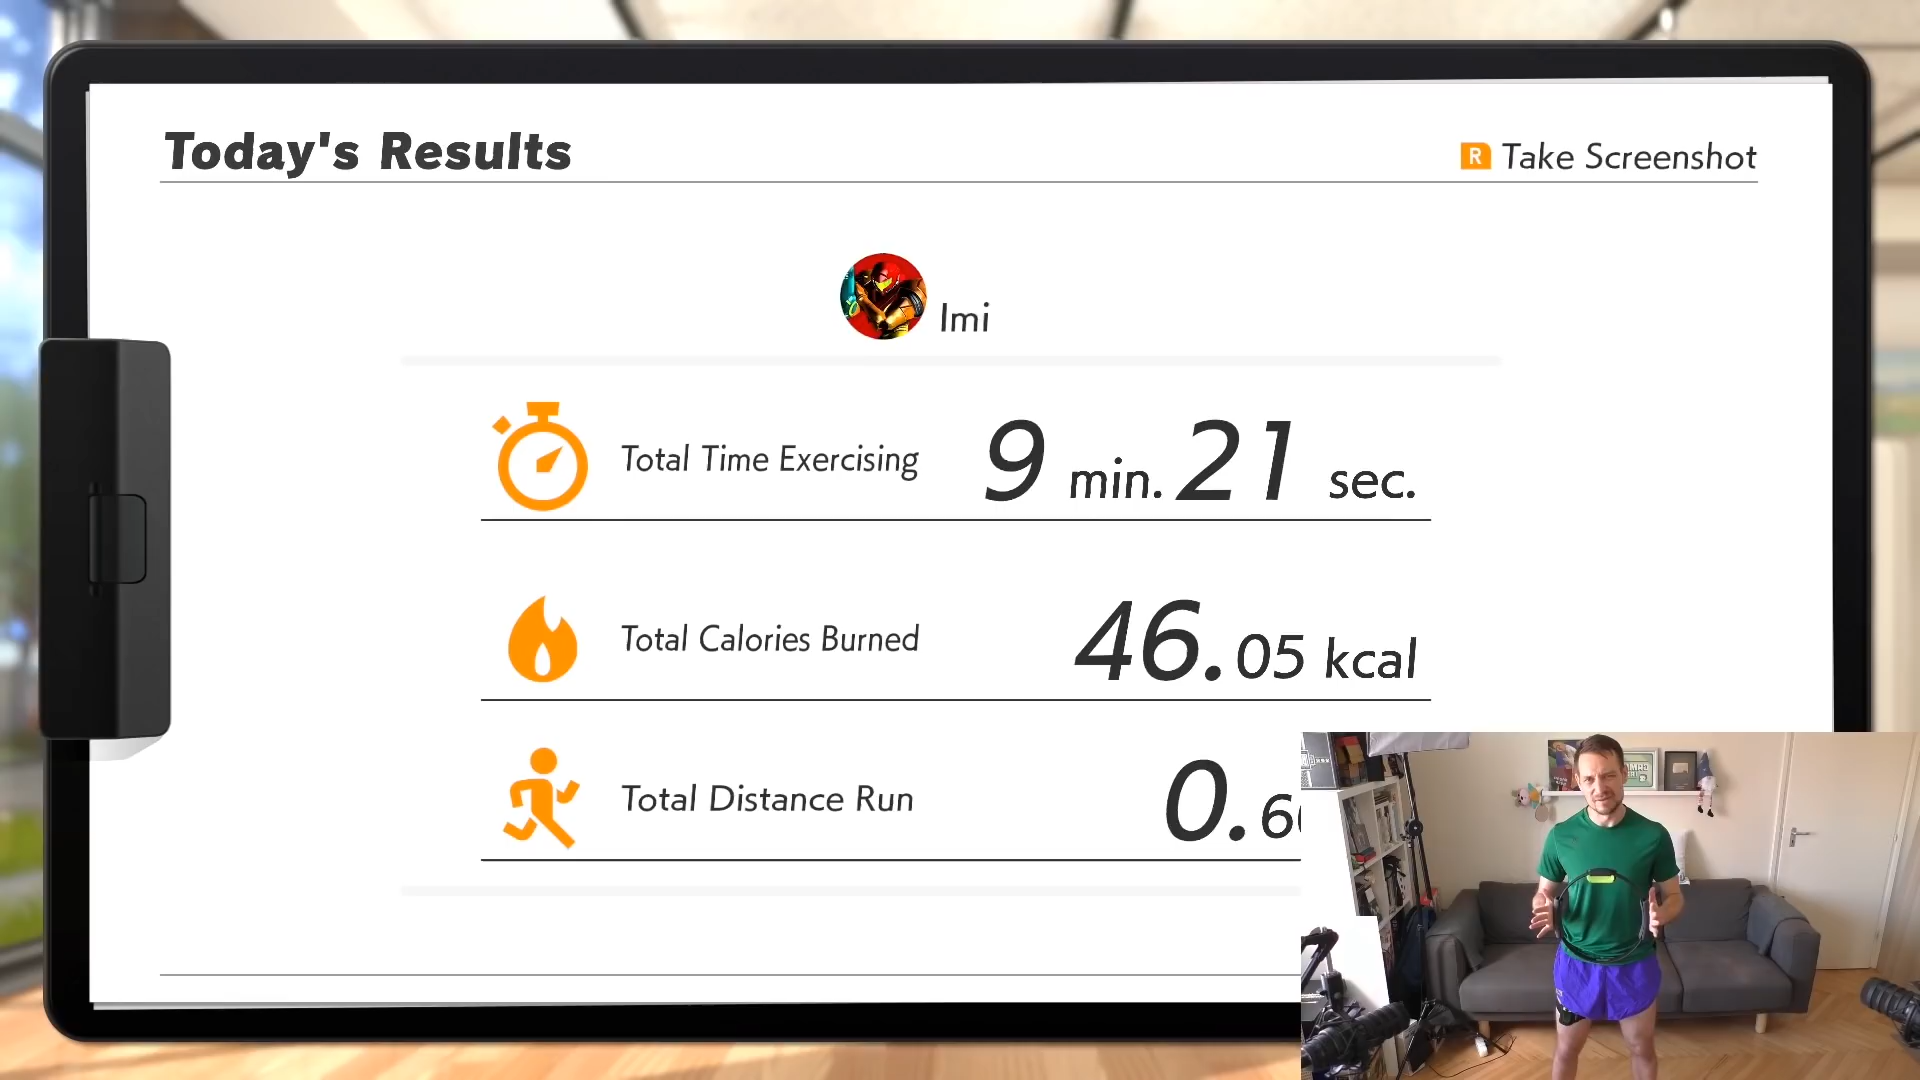 Today's Results
R Take Screenshot
Imi
Total Time Exercising 9 min. 21 sec.
Total Calories Burned 46.05 kcal
Total Distance Run 0.6